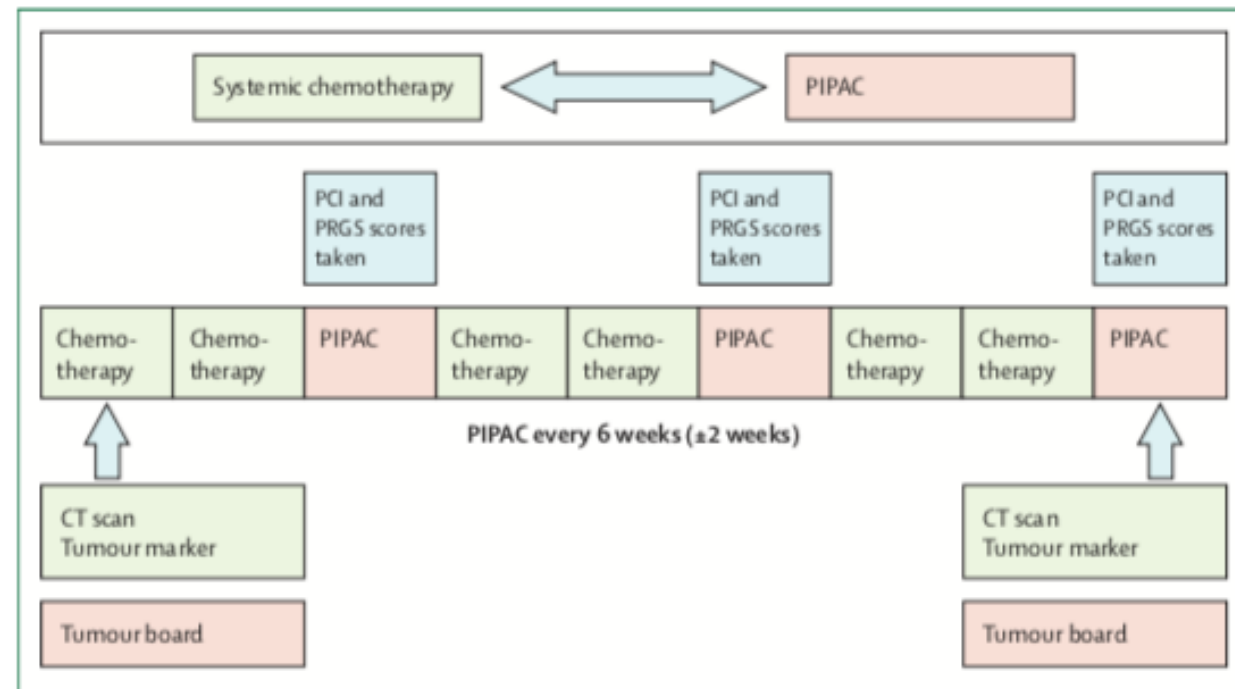 Systemic chemotherapy
PIPAC
PCI and
PRGS scores
taken
PCI and
PRGS scores
taken
PCI and
PRGS scores
taken
Chemo-
therapy
Chemo-
therapy
PIPAC
Chemo-
therapy
Chemo-
therapy
PIPAC
Chemo-
therapy
Chemo-
therapy
PIPAC
PIPAC every 6 weeks (±2 weeks)
CT scan
Tumour marker
Tumour board
CT scan
Tumour marker
Tumour board